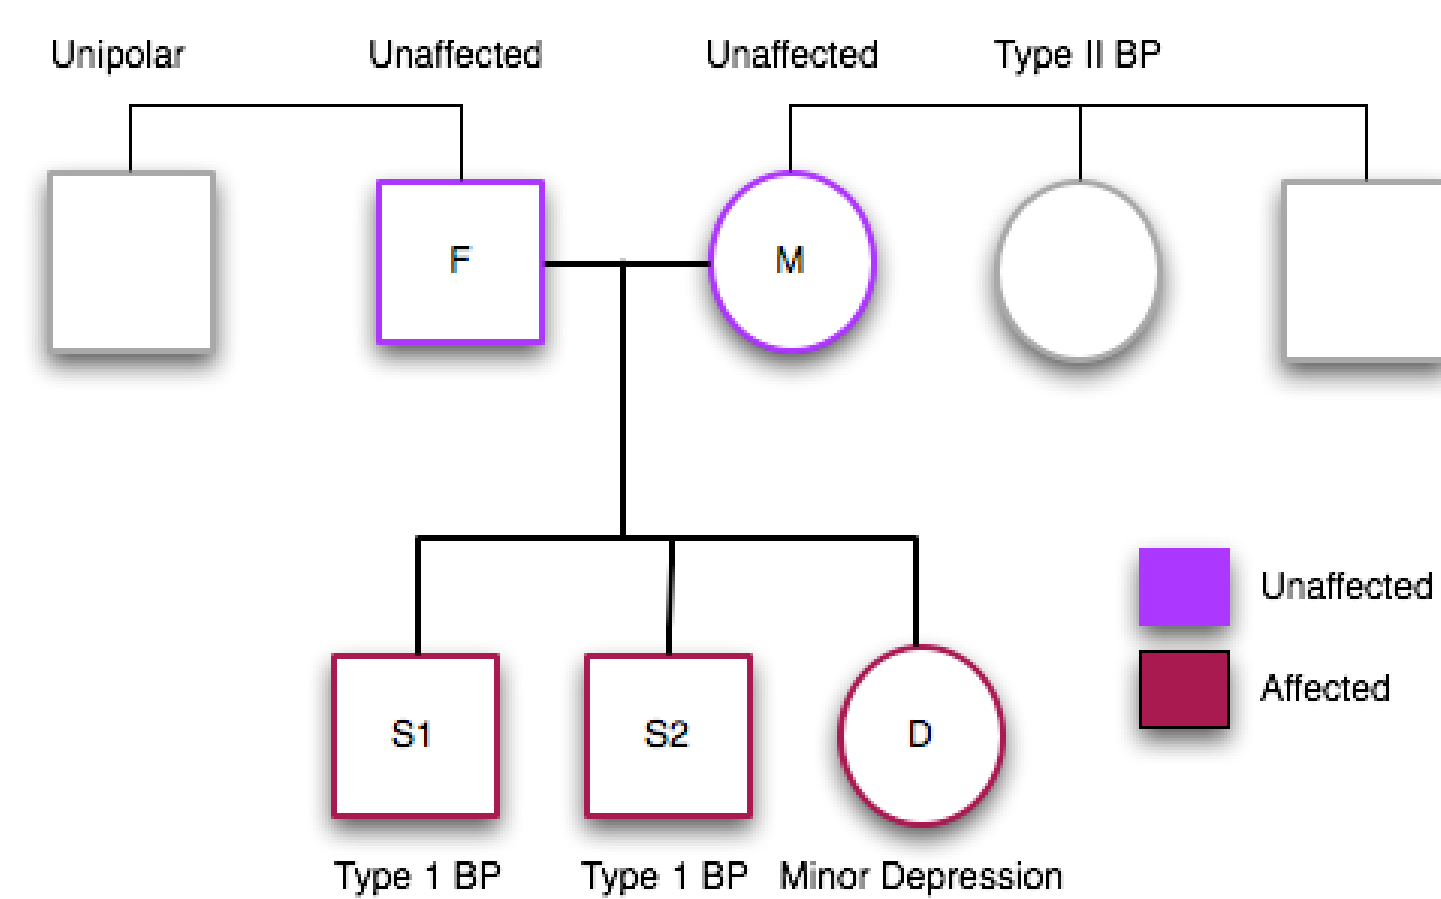 Unipolar
Unaffected
Unaffected
Type II BP
F
M
Unaffected
Affected
S1
S2
D
Type 1 BP
Type 1 BP
Minor Depression